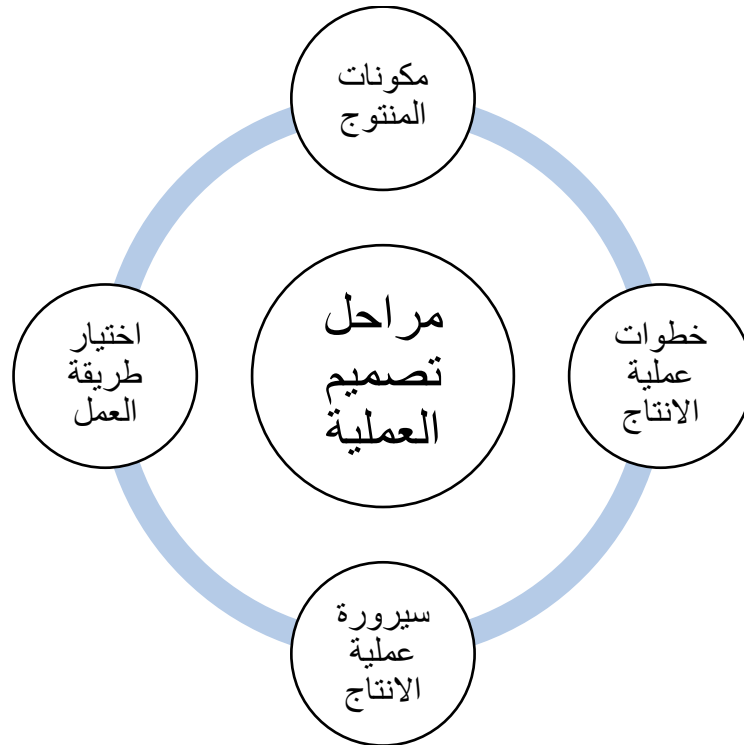 مكونات
المنتوج
خطوات
عملية
الانتاج
مراحل
تصميم
العملية
اختيار
طريقة
العمل
سيرورة
عملية
الانتاج